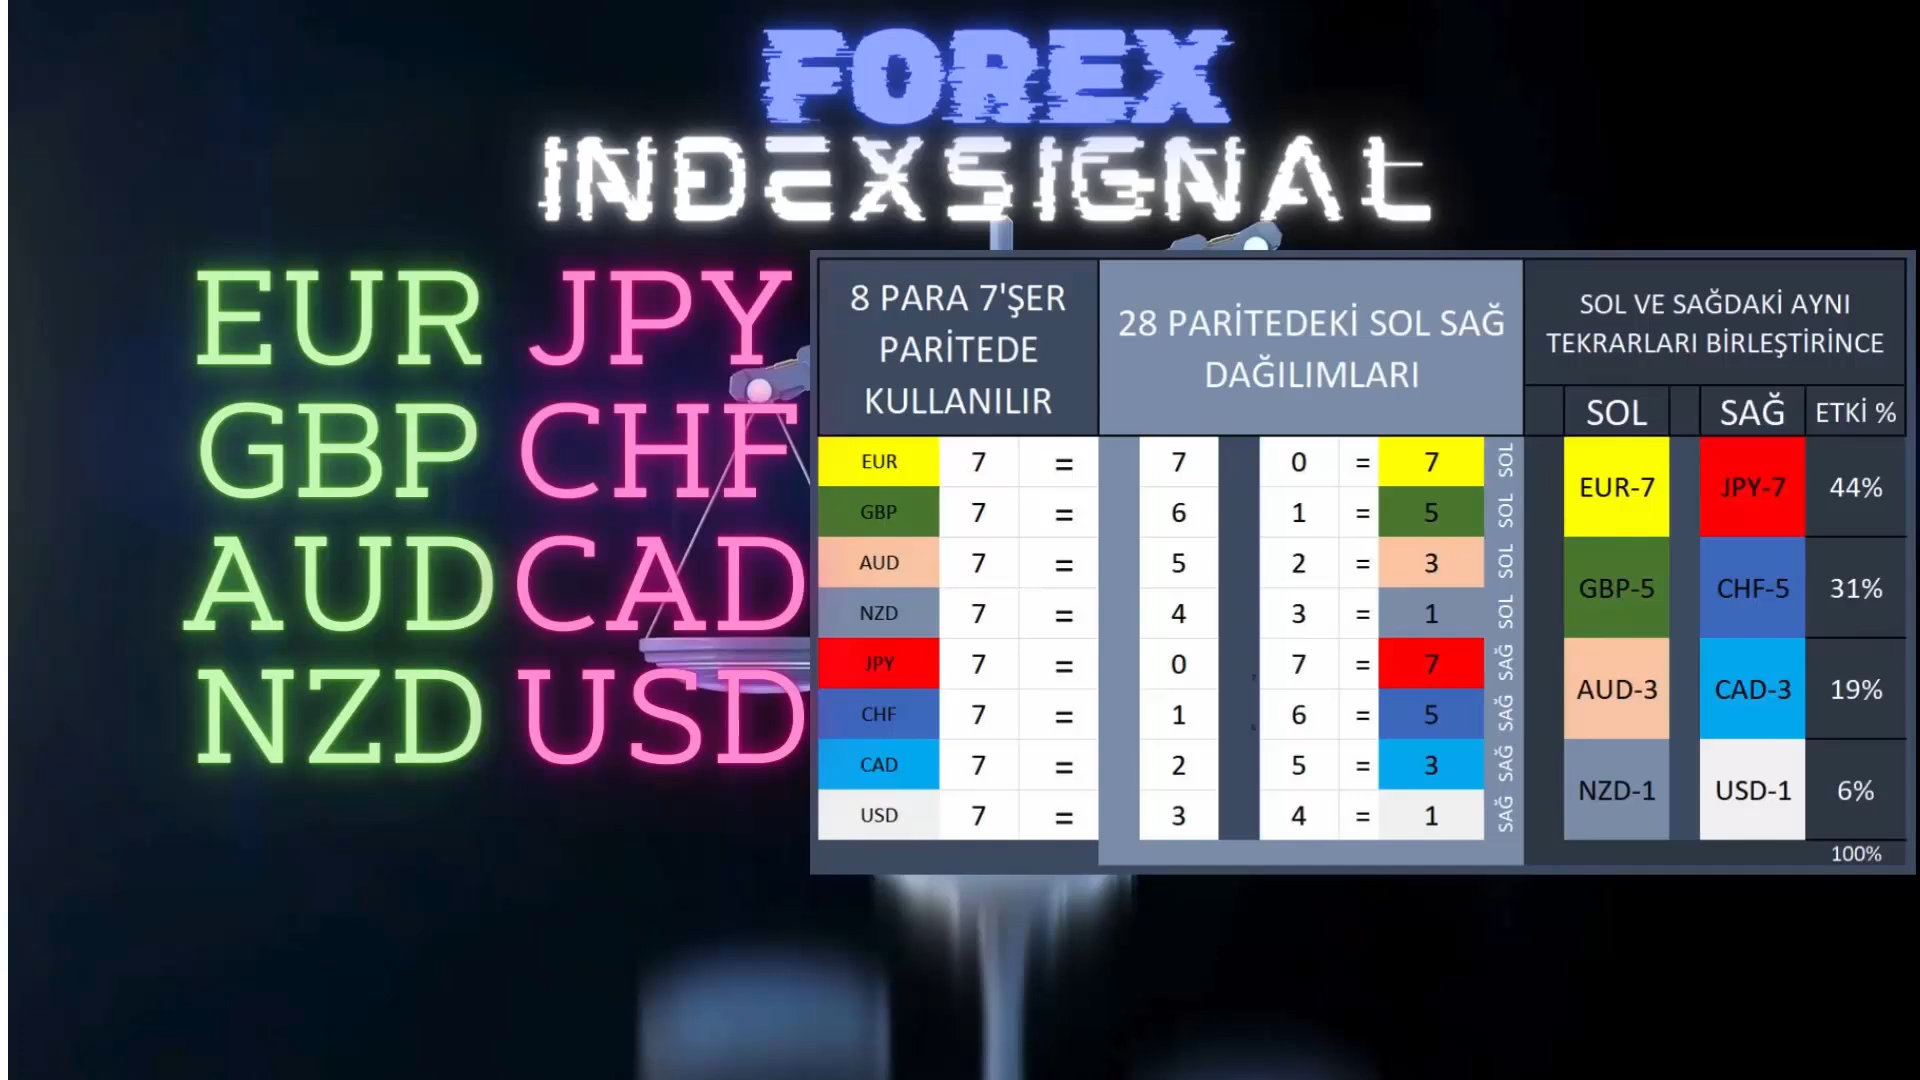 FOREX
INDEXSIGNAL
EUR JPY
GBP CHF
AUD CAD
NZD USD
8 PARA 7'ŞER
PARİTEDE
KULLANILIR
28 PARİTEDEKİ SOL SAĞ
DAĞILIMLARI
SOL VE SAĞDAKİ AYNI
TEKRARLARI BİRLEŞTİRİNCE
SOL SAĞ ETKİ %
EUR 7 = 7 0 = 7 SOL
GBP 7 = 6 1 = 5 SOL
AUD 7 = 5 2 = 3 SOL
NZD 7 = 4 3 = 1 SOL
JPY 7 = 0 7 = 7 SAĞ
CHF 7 = 1 6 = 5 SAĞ
CAD 7 = 2 5 = 3 SAĞ
USD 7 = 3 4 = 1 SAĞ
EUR-7 JPY-7 44%
GBP-5 CHF-5 31%
AUD-3 CAD-3 19%
NZD-1 USD-1 6%
100%